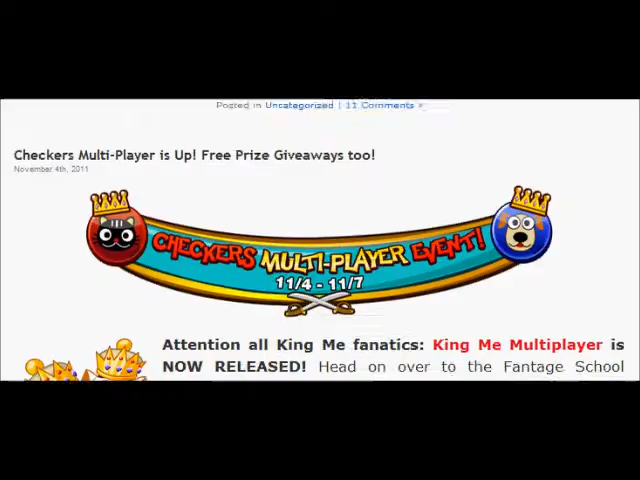 Posted in Uncategorized | 11 Comments »
Checkers Multi-Player is Up! Free Prize Giveaways too!
November 4th, 2011
CHECKERS MULTI-PLAYER EVENT!
11/4 - 11/7
Attention all King Me fanatics: King Me Multiplayer is
NOW RELEASED! Head on over to the Fantage School